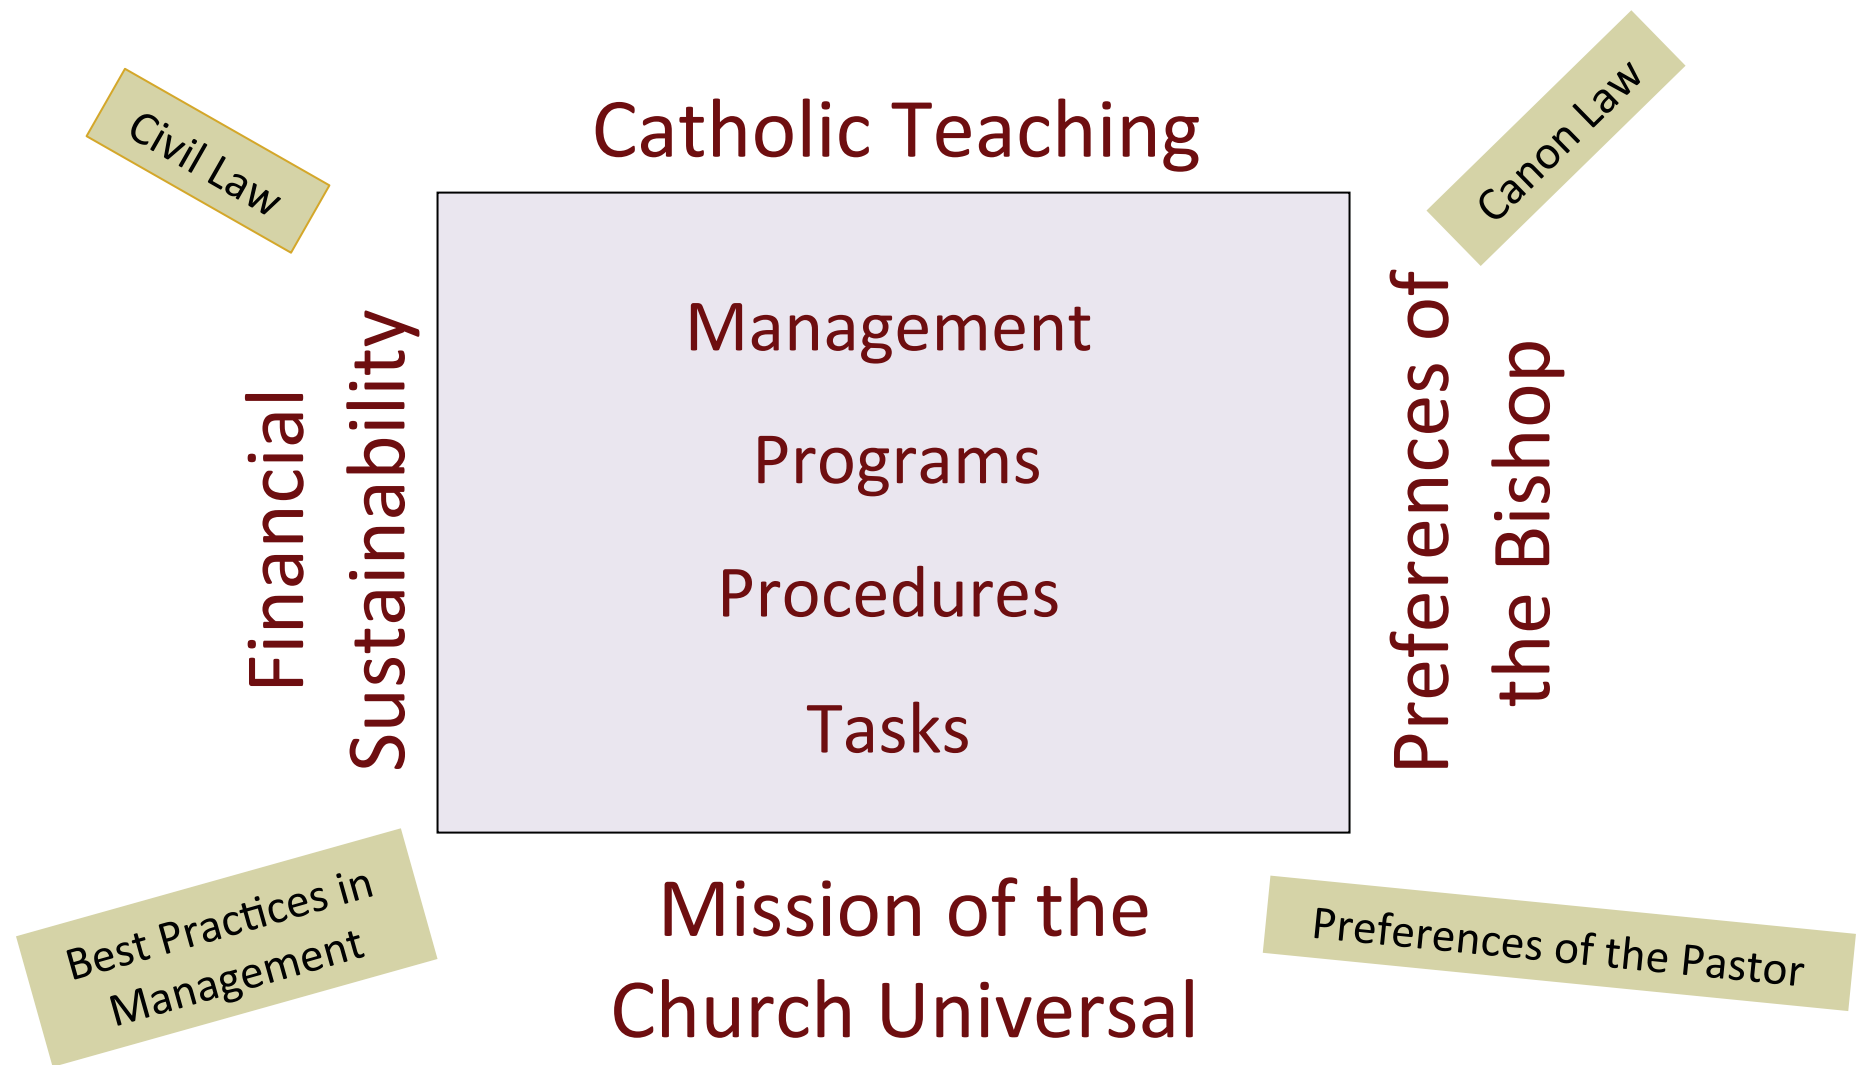 Civil Law
Catholic Teaching
Canon Law
Financial
Sustainability
Management
Programs
Procedures
Tasks
Preferences of
the Bishop
Best Practices in
Management
Mission of the
Church Universal
Preferences of the Pastor